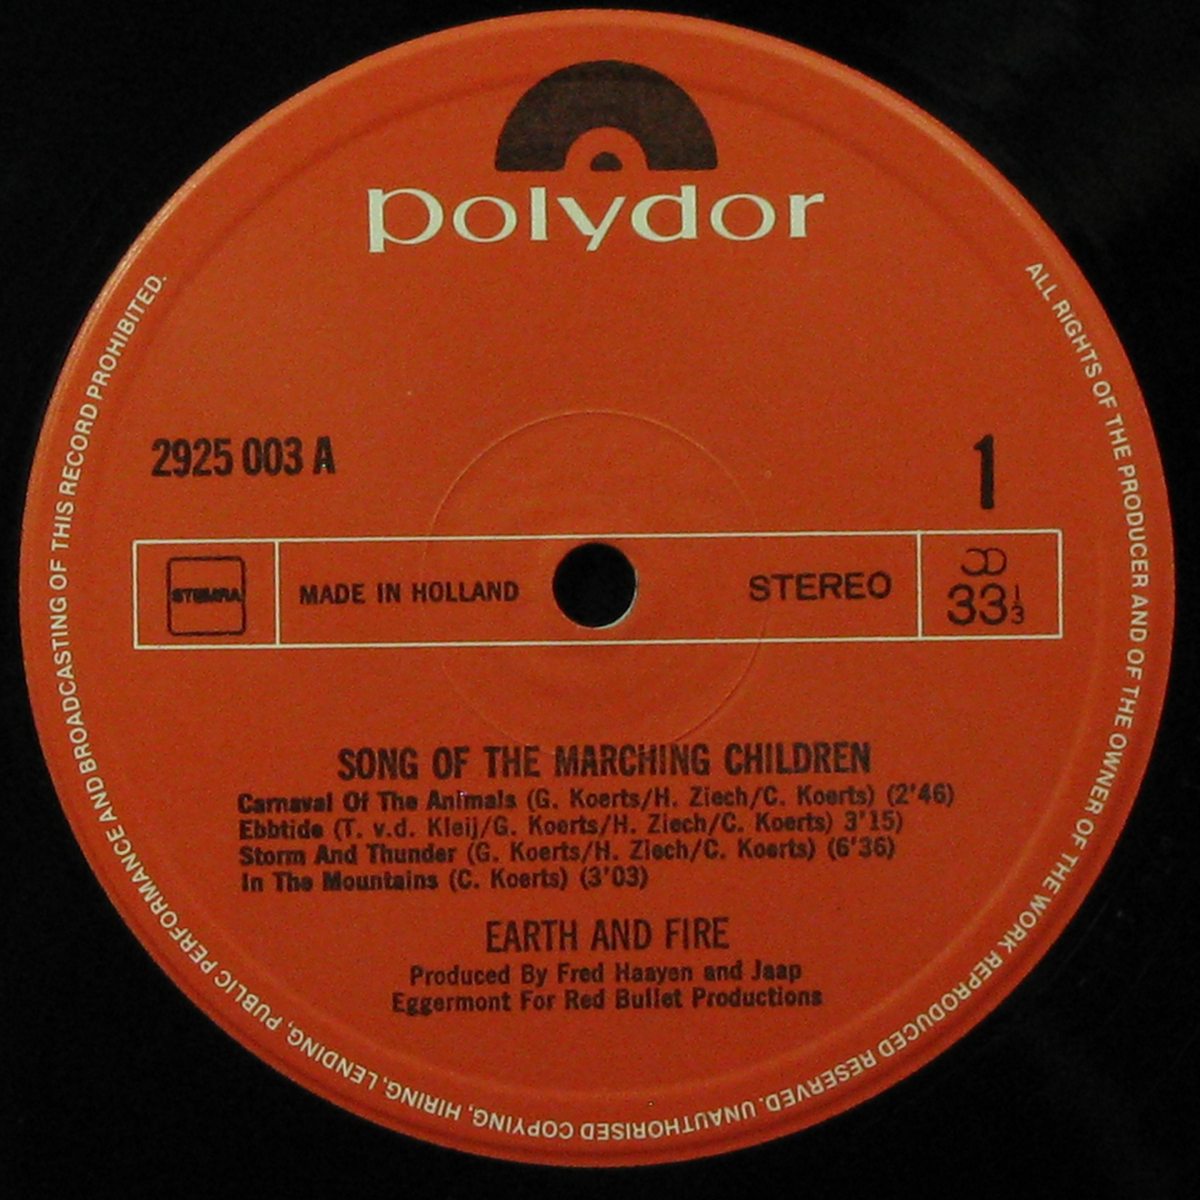 polydor
2925 003 A
1
STEMRA
MADE IN HOLLAND
STEREO
33 1/3
SONG OF THE MARCHING CHILDREN
Carnaval Of The Animals (G. Koerts/H. Ziech/C. Koerts) (2'46)
Ebbtide (T. v.d. Kleij/G. Koerts/H. Ziech/C. Koerts) 3'15)
Storm And Thunder (G. Koerts/H. Ziech/C. Koerts) (6'36)
In The Mountains (C. Koerts) (3'03)
EARTH AND FIRE
Produced By Fred Haayen and Jaap
Eggermont For Red Bullet Productions
ALL RIGHTS OF THE PRODUCER AND OF THE OWNER OF THE WORK REPRODUCED RESERVED. UNAUTHORISED COPYING, HIRING, LENDING, PUBLIC PERFORMANCE AND BROADCASTING OF THIS RECORD PROHIBITED.